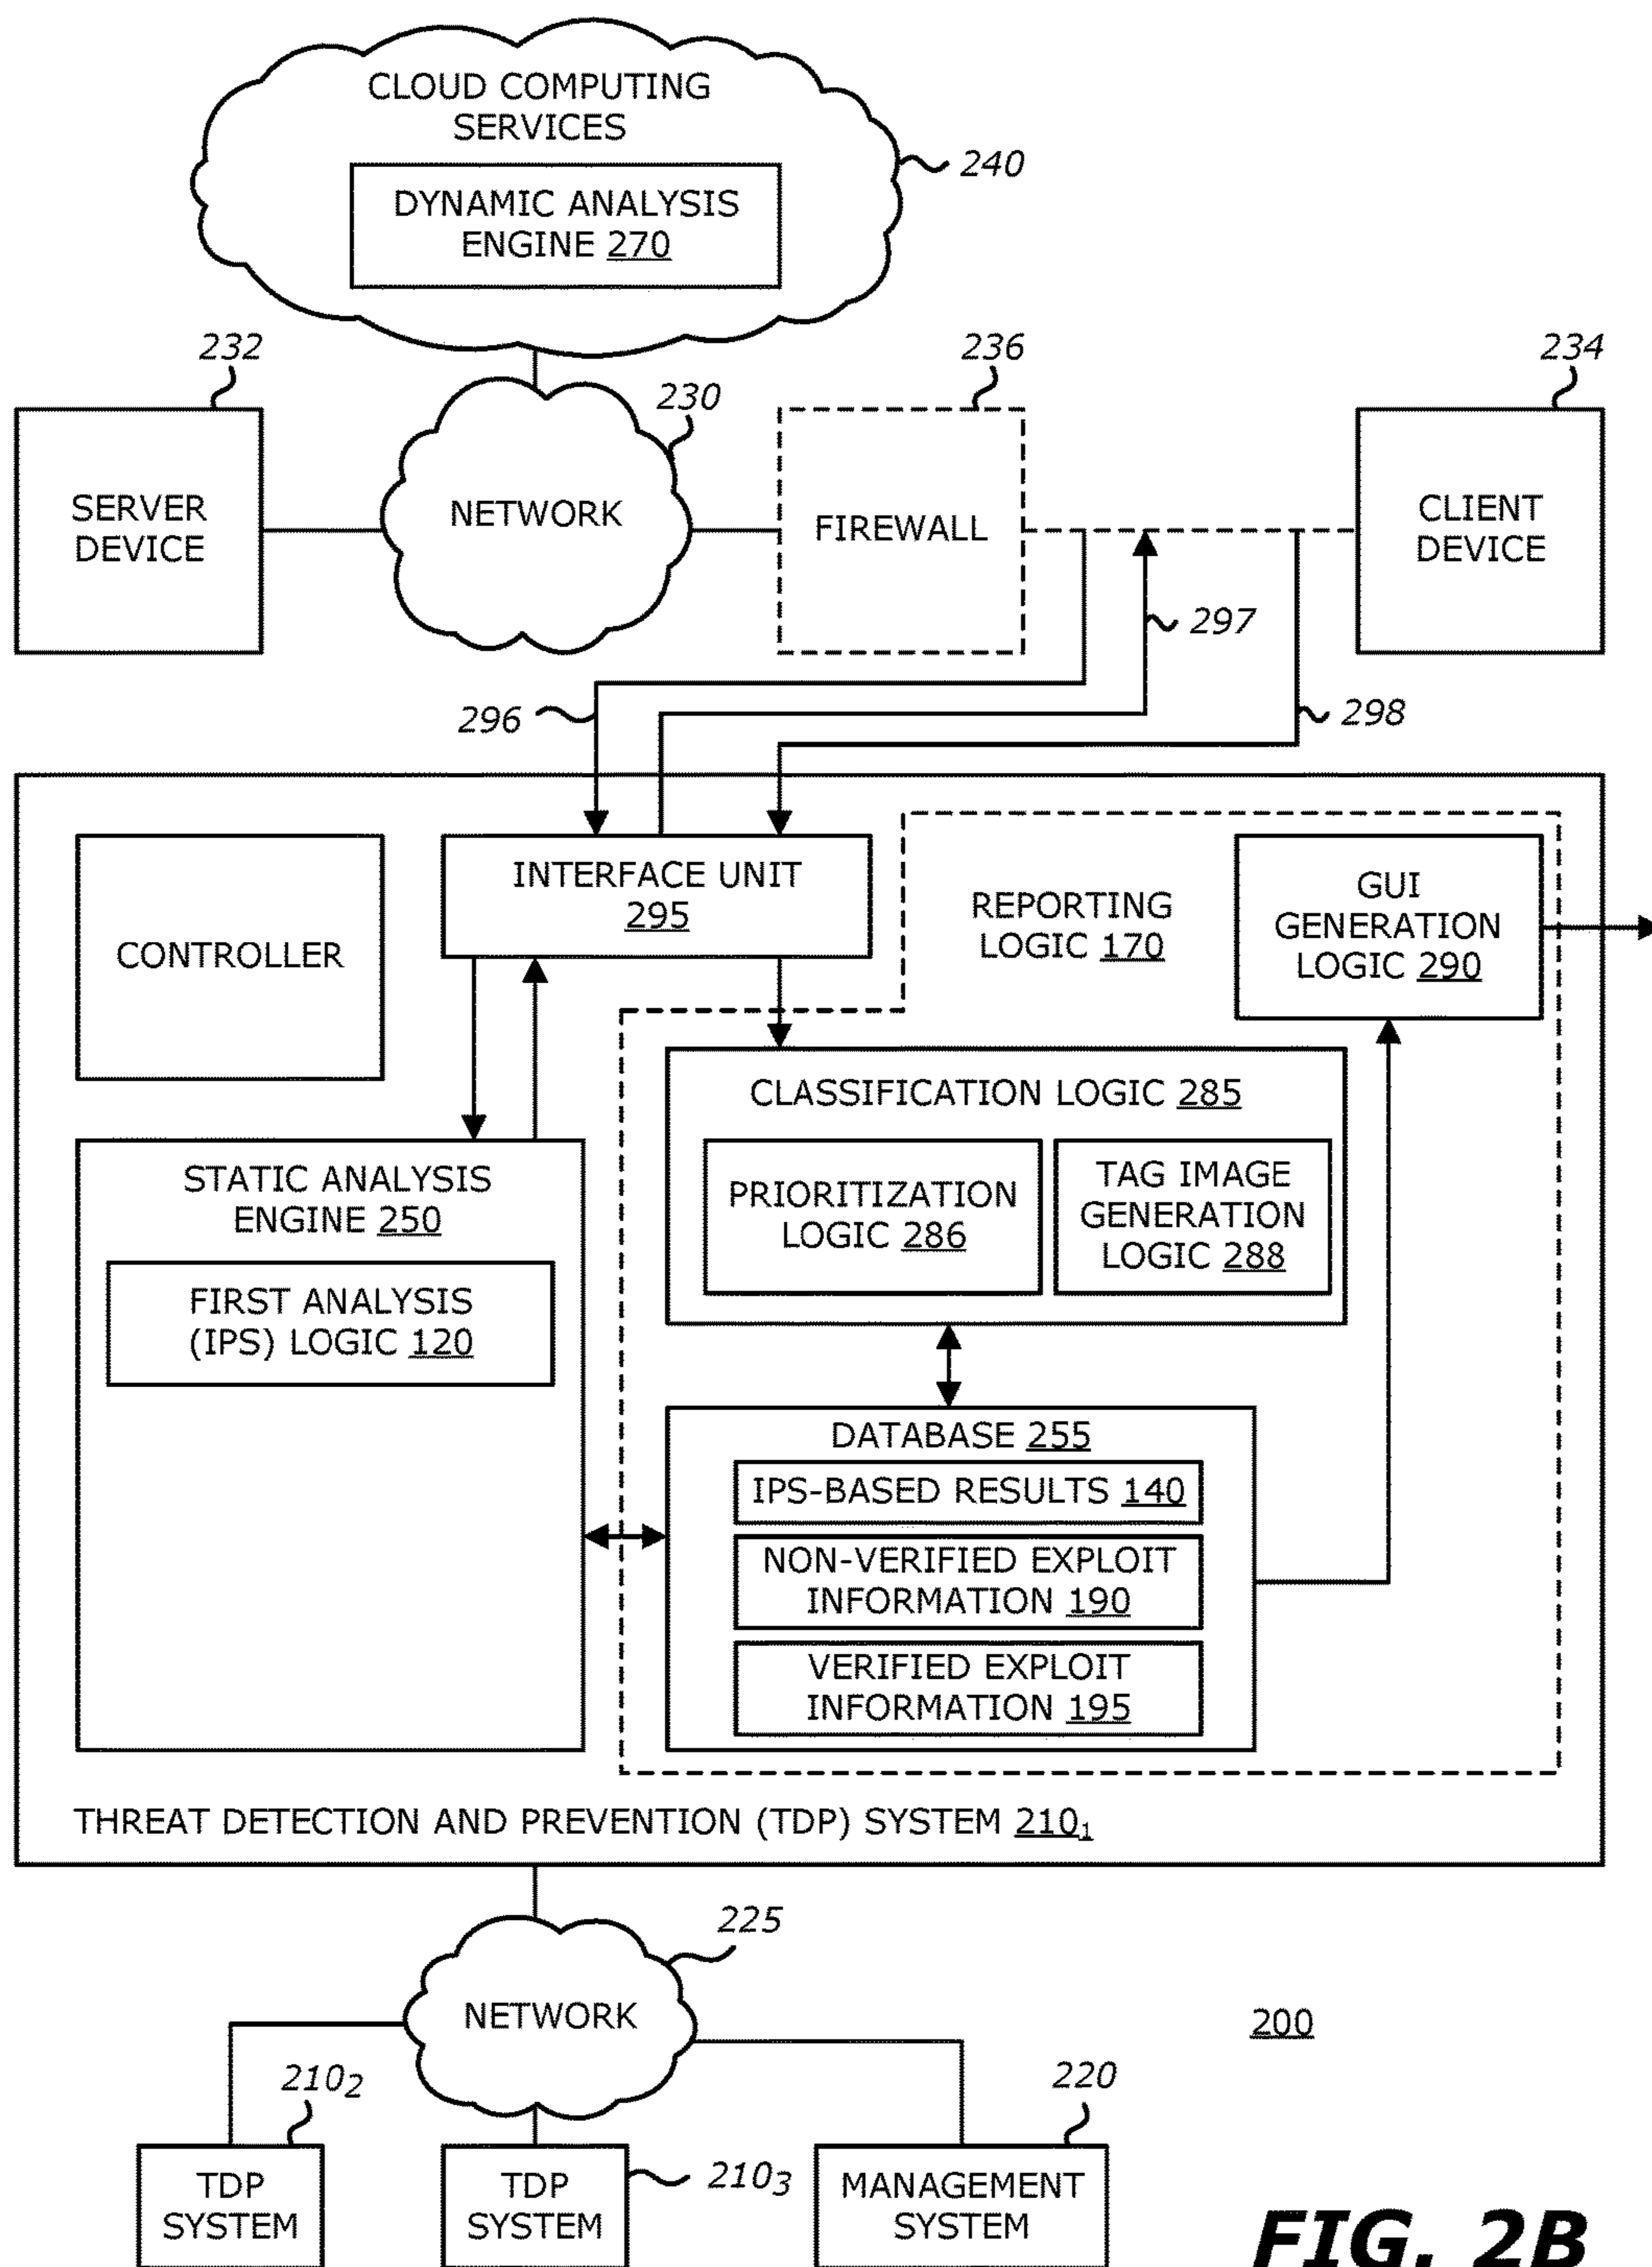 CLOUD COMPUTING
SERVICES
DYNAMIC ANALYSIS
ENGINE 270
240
232
230
236
234
SERVER
DEVICE
NETWORK
FIREWALL
CLIENT
DEVICE
297
296
298
CONTROLLER
INTERFACE UNIT
295
REPORTING
LOGIC 170
GUI
GENERATION
LOGIC 290
CLASSIFICATION LOGIC 285
PRIORITIZATION
LOGIC 286
TAG IMAGE
GENERATION
LOGIC 288
STATIC ANALYSIS
ENGINE 250
FIRST ANALYSIS
(IPS) LOGIC 120
DATABASE 255
IPS-BASED RESULTS 140
NON-VERIFIED EXPLOIT
INFORMATION 190
VERIFIED EXPLOIT
INFORMATION 195
THREAT DETECTION AND PREVENTION (TDP) SYSTEM 210₁
225
NETWORK
200
210₂
220
TDP
SYSTEM
TDP
SYSTEM
210₃
MANAGEMENT
SYSTEM
FIG. 2B